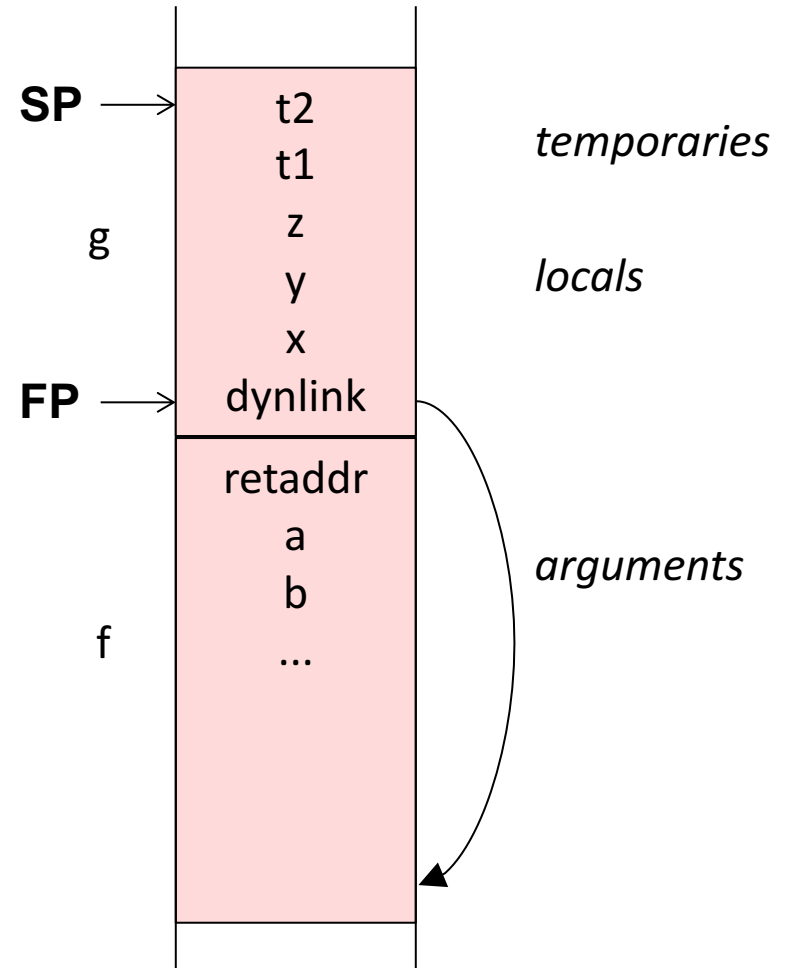 SP
t2
temporaries
t1
g
z
locals
y
x
FP
dynlink
retaddr
a
arguments
b
f
...